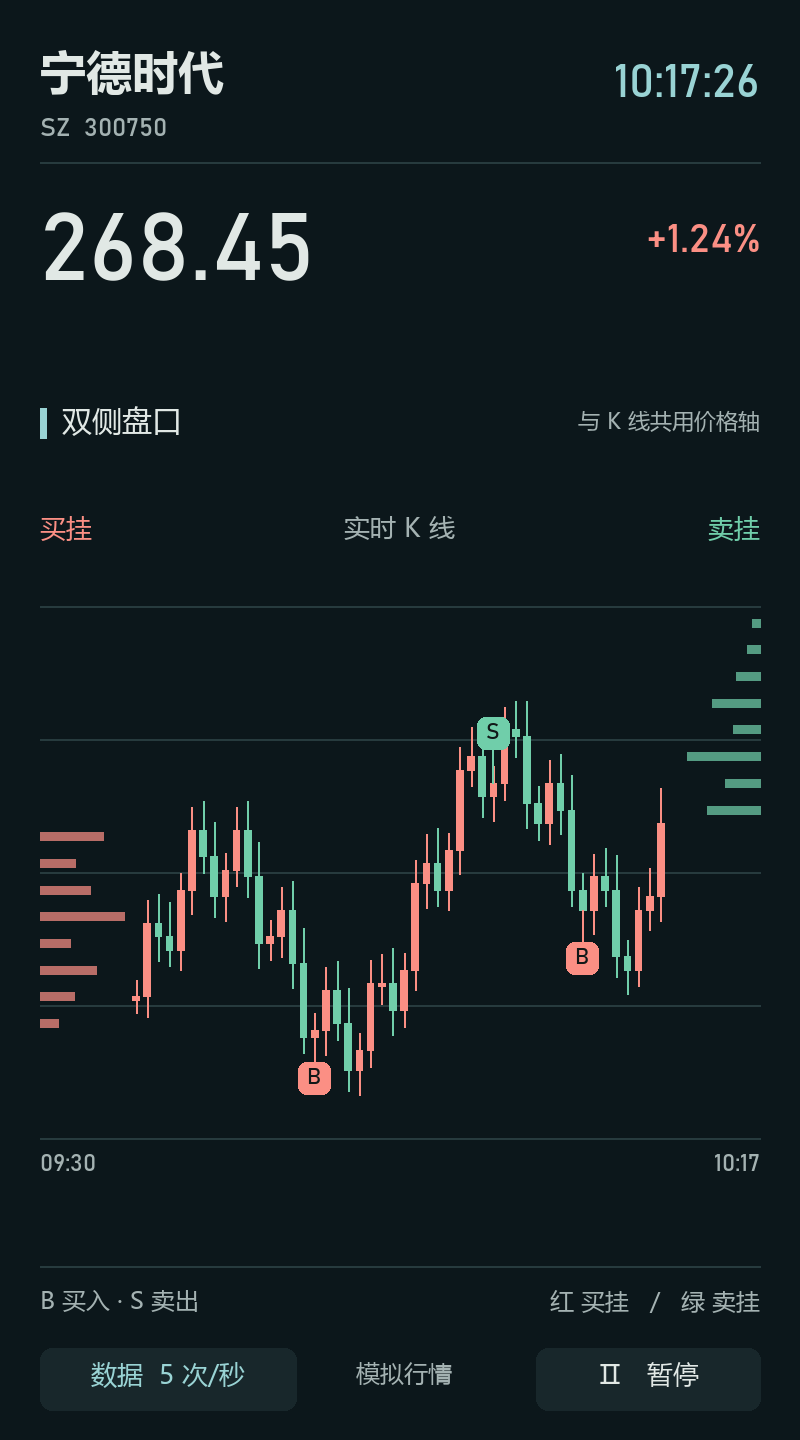 宁德时代
10:17:26
SZ 300750
268.45
+1.24%
双侧盘口
与 K 线共用价格轴
买挂
实时 K 线
卖挂
S
B
B
09:30
10:17
B 买入 · S 卖出
红 买挂 / 绿 卖挂
数据 5 次/秒
模拟行情
II 暂停